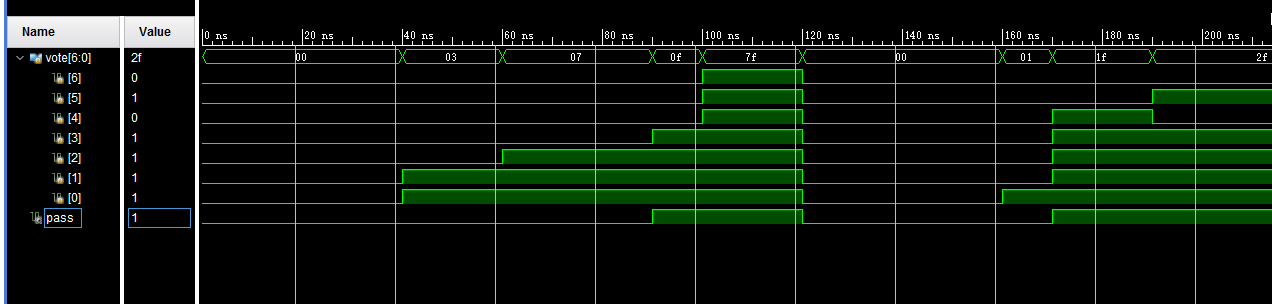 Name Value
0 ns 20 ns 40 ns 60 ns 80 ns 100 ns 120 ns 140 ns 160 ns 180 ns 200 ns
vote[6:0] 2f 00 03 07 0f 7f 00 01 1f 2f
[6] 0
[5] 1
[4] 0
[3] 1
[2] 1
[1] 1
[0] 1
pass 1